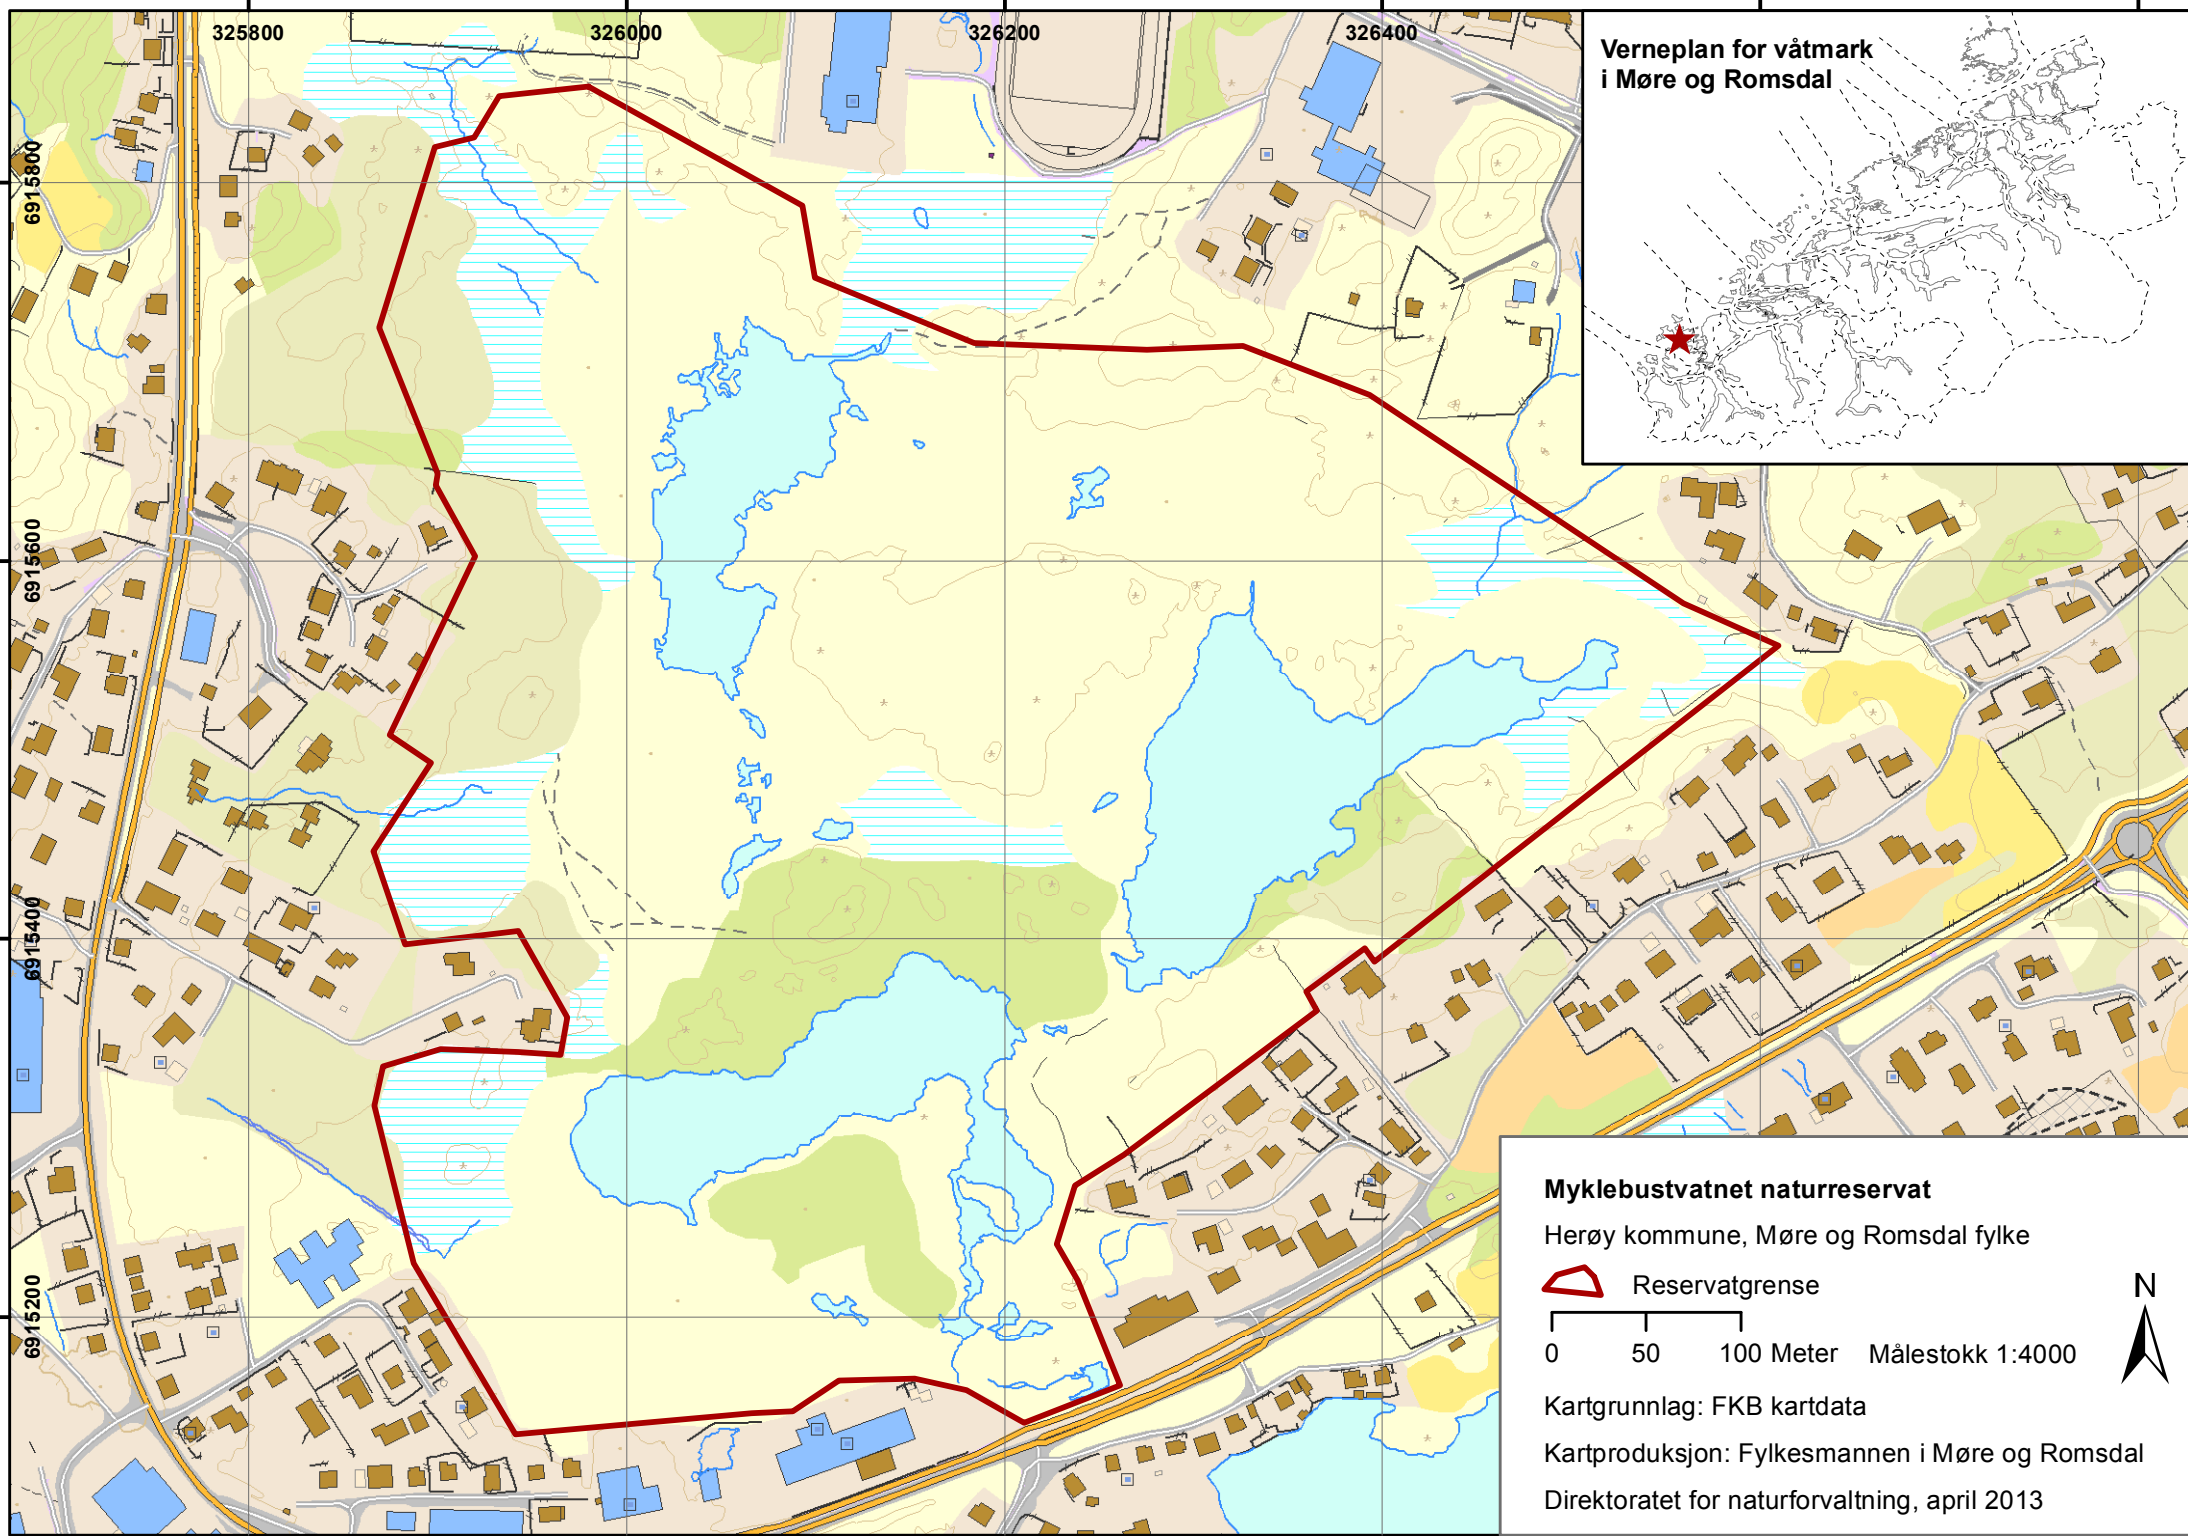 325800
326000
326200
326400
6915800
6915600
6915400
6915200
Verneplan for våtmark
i Møre og Romsdal
Myklebustvatnet naturreservat
Herøy kommune, Møre og Romsdal fylke
Reservatgrense
0 50 100 Meter Målestokk 1:4000
N
Kartgrunnlag: FKB kartdata
Kartproduksjon: Fylkesmannen i Møre og Romsdal
Direktoratet for naturforvaltning, april 2013